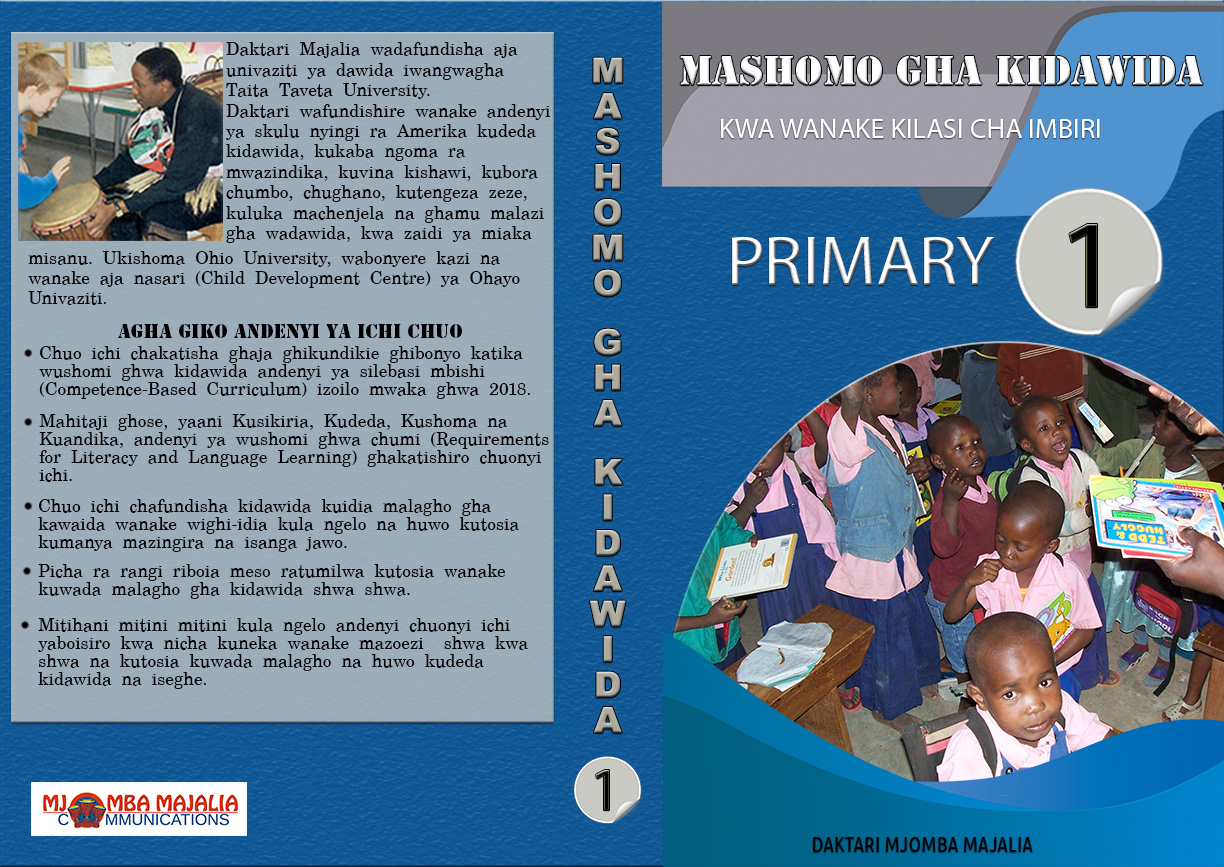 Daktari Majalia wadafundisha aja
univaziti ya dawida iwangwagha
Taita Taveta University.
Daktari wafundishire wanake andenyi
ya skulu nyingi ra Amerika kudeda
kidawida, kukaba ngoma ra
mwazindika, kuvina kishawi, kubora
chumbo, chughano, kutengeza zeze,
kuluka machenjela na ghamu malazi
gha wadawida, kwa zaidi ya miaka
misanu. Ukishoma Ohio University, wabonyere kazi na
wanake aja nasari (Child Development Centre) ya Ohayo
Univaziti.
AGHA GIKO ANDENYI YA ICHI CHUO
• Chuo ichi chakatisha ghaja ghikundikie ghibonyo katika
wushomi ghwa kidawida andenyi ya silebasi mbishi
(Competence-Based Curriculum) izoilo mwaka ghwa 2018.
• Mahitaji ghose, yaani Kusikiria, Kudeda, Kushoma na
Kuandika, andenyi ya wushomi ghwa chumi (Requirements
for Literacy and Language Learning) ghakatishiro chuonyi
ichi.
• Chuo ichi chafundisha kidawida kuidia malagho gha
kawaida wanake wighi-idia kula ngelo na huwo kutosia
kumanya mazingira na isanga jawo.
• Picha ra rangi riboia meso ratumilwa kutosia wanake
kuwada malagho gha kidawida shwa shwa.
• Mitihani mitini mitini kula ngelo andenyi chuonyi ichi
yaboisiro kwa nicha kuneka wanake mazoezi shwa kwa
shwa na kutosia kuwada malagho na huwo kudeda
kidawida na iseghe.
MJOMBA MAJALIA
COMMUNICATIONS
MASHOMO GHA KIDAWIDA
1
MASHOMO GHA KIDAWIDA
KWA WANAKE KILASI CHA IMBIRI
PRIMARY 1
TEDD &
HUGGLY
Garden!
DAKTARI MJOMBA MAJALIA